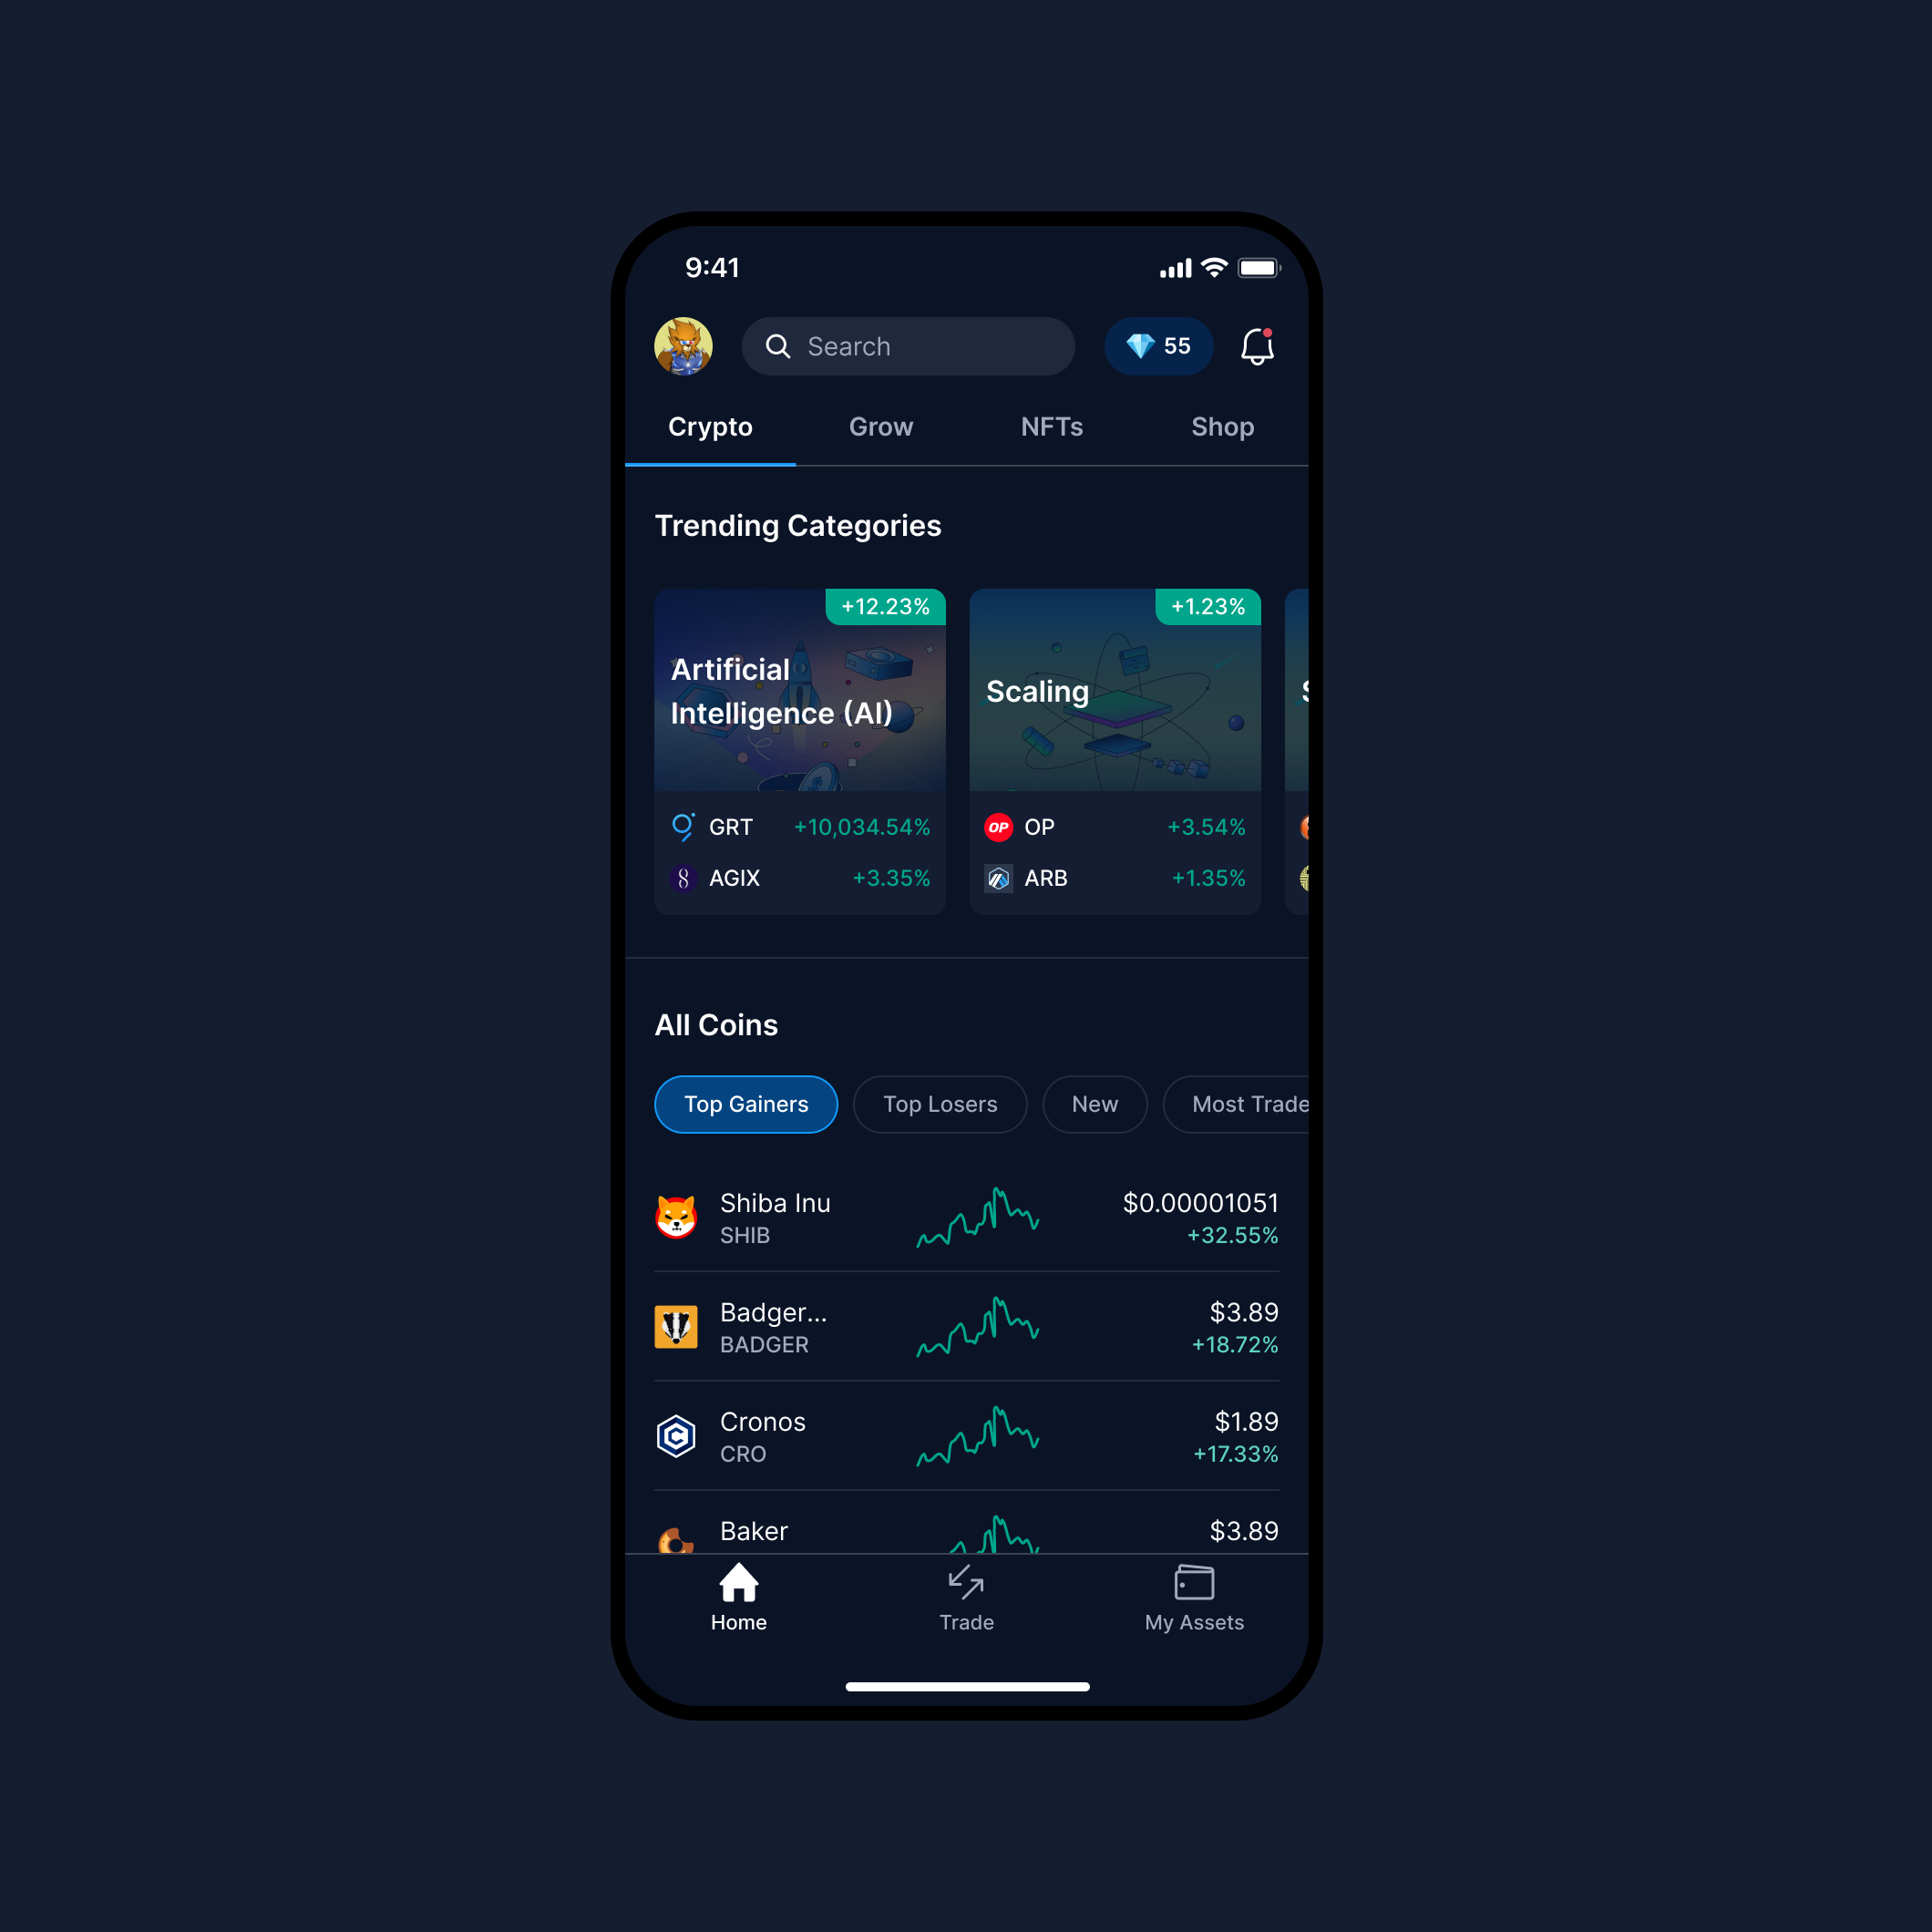 9:41
Search
55
Crypto
Grow
NFTs
Shop
Trending Categories
+12.23%
Artificial
Intelligence (AI)
GRT
+10,034.54%
AGIX
+3.35%
+1.23%
Scaling
OP
OP
+3.54%
ARB
+1.35%
S
All Coins
Top Gainers
Top Losers
New
Most Trade
Shiba Inu
SHIB
$0.00001051
+32.55%
Badger...
BADGER
$3.89
+18.72%
Cronos
CRO
$1.89
+17.33%
Baker
$3.89
Home
Trade
My Assets